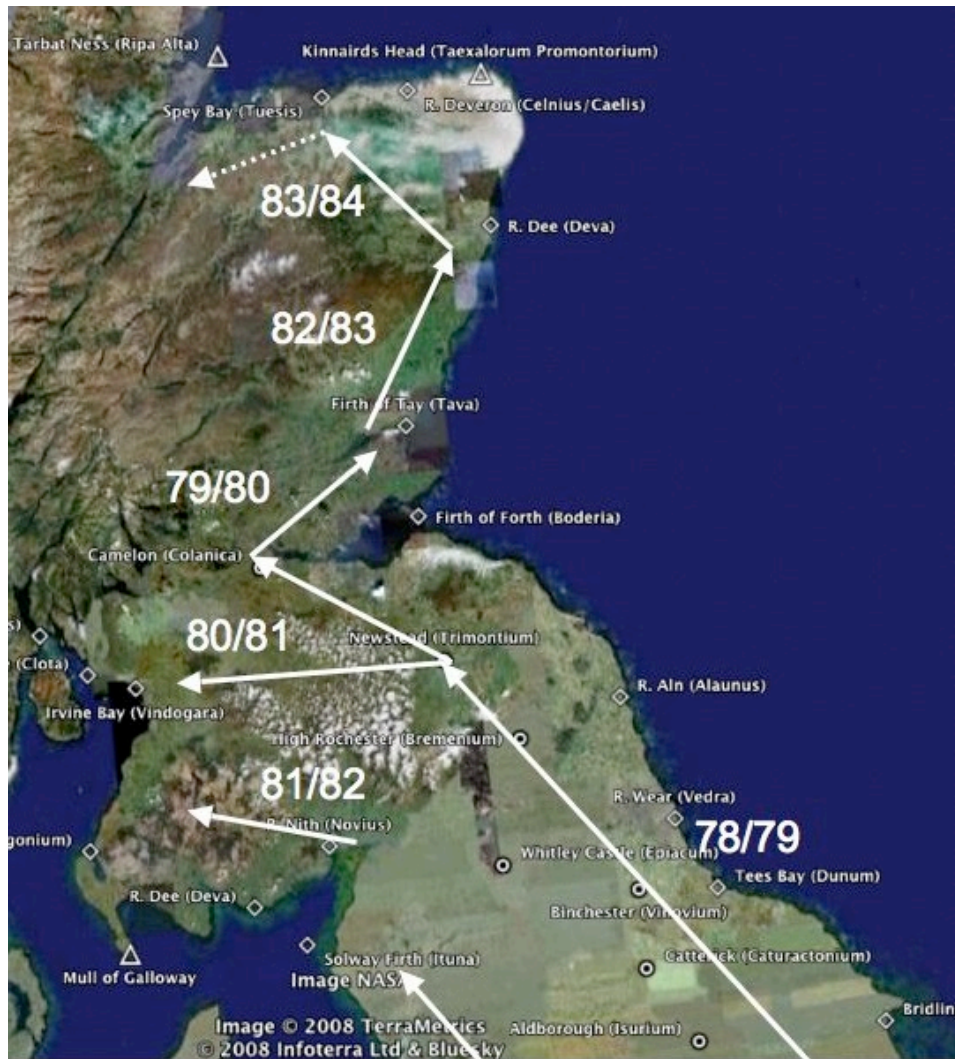 Tarbat Ness (Ripa Alta)
Kinnairds Head (Taexalorum Promontorium)
Spey Bay (Tuesis)
R. Deveron (Celnius/Caelis)
83/84
R. Dee (Deva)
82/83
Firth of Tay (Tava)
79/80
Firth of Forth (Boderia)
Camelon (Colanica)
80/81
Newstead (Trimontium)
(Clota)
R. Aln (Alaunus)
Irvine Bay (Vindogara)
High Rochester (Bremenium)
81/82
R. Wear (Vedra)
R. Nith (Novius)
78/79
gonium)
Whitley Castle (Epiacum)
Tees Bay (Dunum)
R. Dee (Deva)
Binchester (Vinovium)
Solway Firth (Ituna)
Catterick (Caturactonium)
Mull of Galloway
Image NASA
Bridlin
Image © 2008 TerraMetrics
Aldborough (Isurium)
© 2008 Infoterra Ltd & Bluesky